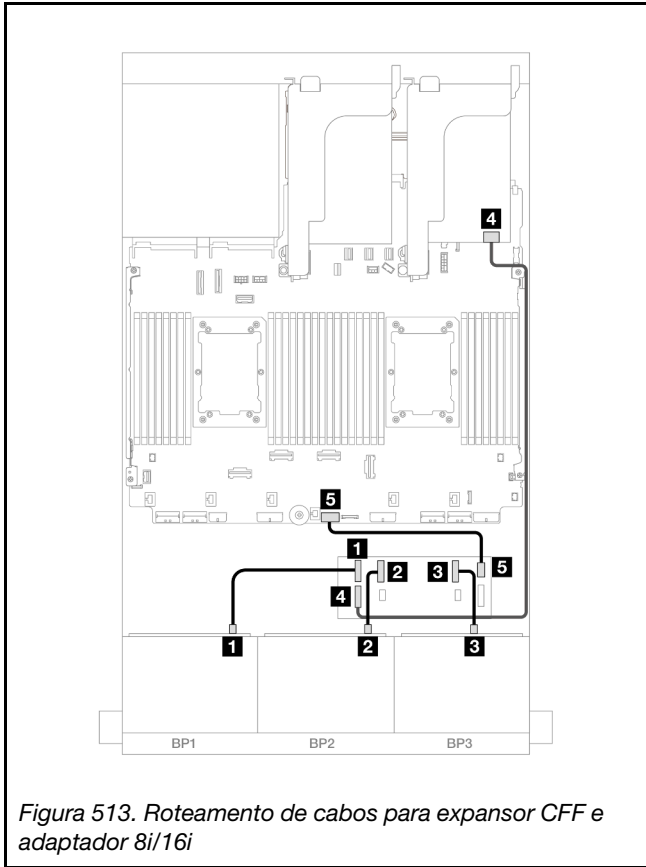 4
5
1
2
3
5
4
1
2
3
BP1
BP2
BP3
Figura 513. Roteamento de cabos para expansor CFF e
adaptador 8i/16i